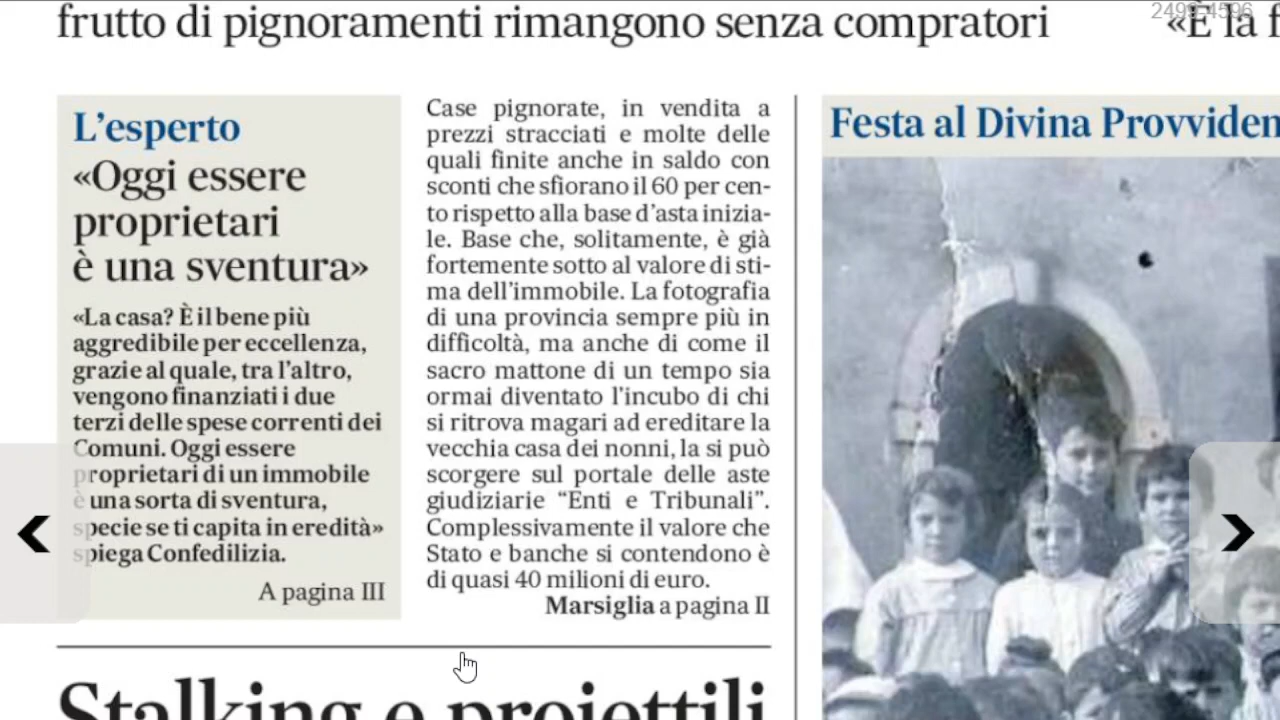 frutto di pignoramenti rimangono senza compratori
2499-4596
«È la f
L'esperto
«Oggi essere
proprietari
è una sventura»
«La casa? È il bene più
aggredibile per eccellenza,
grazie al quale, tra l'altro,
vengono finanziati i due
terzi delle spese correnti dei
Comuni. Oggi essere
proprietari di un immobile
è una sorta di sventura,
specie se ti capita in eredità»
spiega Confedilizia.
A pagina III
Case pignorate, in vendita a
prezzi stracciati e molte delle
quali finite anche in saldo con
sconti che sfiorano il 60 per cen-
to rispetto alla base d'asta inizia-
le. Base che, solitamente, è già
fortemente sotto al valore di sti-
ma dell'immobile. La fotografia
di una provincia sempre più in
difficoltà, ma anche di come il
sacro mattone di un tempo sia
ormai diventato l'incubo di chi
si ritrova magari ad ereditare la
vecchia casa dei nonni, la si può
scorgere sul portale delle aste
giudiziarie “Enti e Tribunali”.
Complessivamente il valore che
Stato e banche si contendono è
di quasi 40 milioni di euro.
Marsiglia a pagina II
Festa al Divina Provviden
Stalking e proiettili